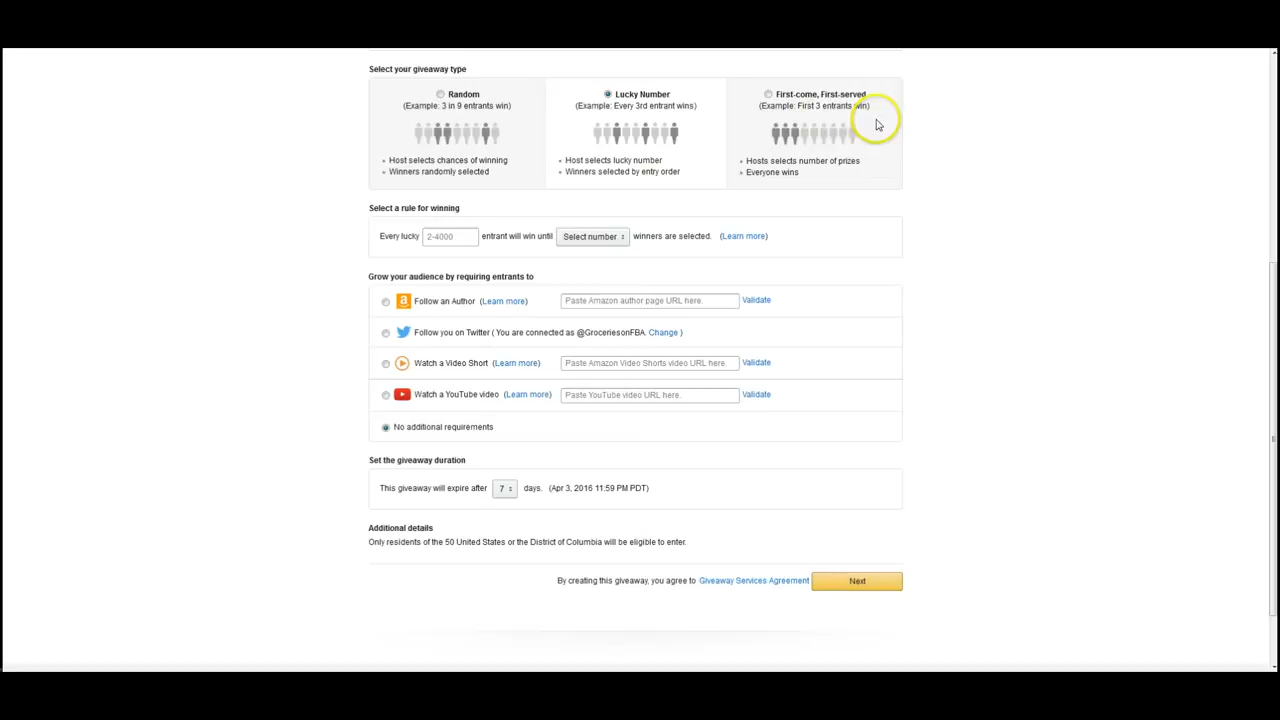 Select your giveaway type
Random
(Example: 3 in 9 entrants win)
Host selects chances of winning
Winners randomly selected
Lucky Number
(Example: Every 3rd entrant wins)
Host selects lucky number
Winners selected by entry order
First-come, First-served
(Example: First 3 entrants win)
Hosts selects number of prizes
Everyone wins
Select a rule for winning
Every lucky 2-4000 entrant will win until Select number winners are selected. (Learn more)
Grow your audience by requiring entrants to
Follow an Author (Learn more) Paste Amazon author page URL here. Validate
Follow you on Twitter ( You are connected as @GroceriesonFBA. Change )
Watch a Video Short (Learn more) Paste Amazon Video Shorts video URL here. Validate
Watch a YouTube video (Learn more) Paste YouTube video URL here. Validate
No additional requirements
Set the giveaway duration
This giveaway will expire after 7 days. (Apr 3, 2016 11:59 PM PDT)
Additional details
Only residents of the 50 United States or the District of Columbia will be eligible to enter.
By creating this giveaway, you agree to Giveaway Services Agreement Next